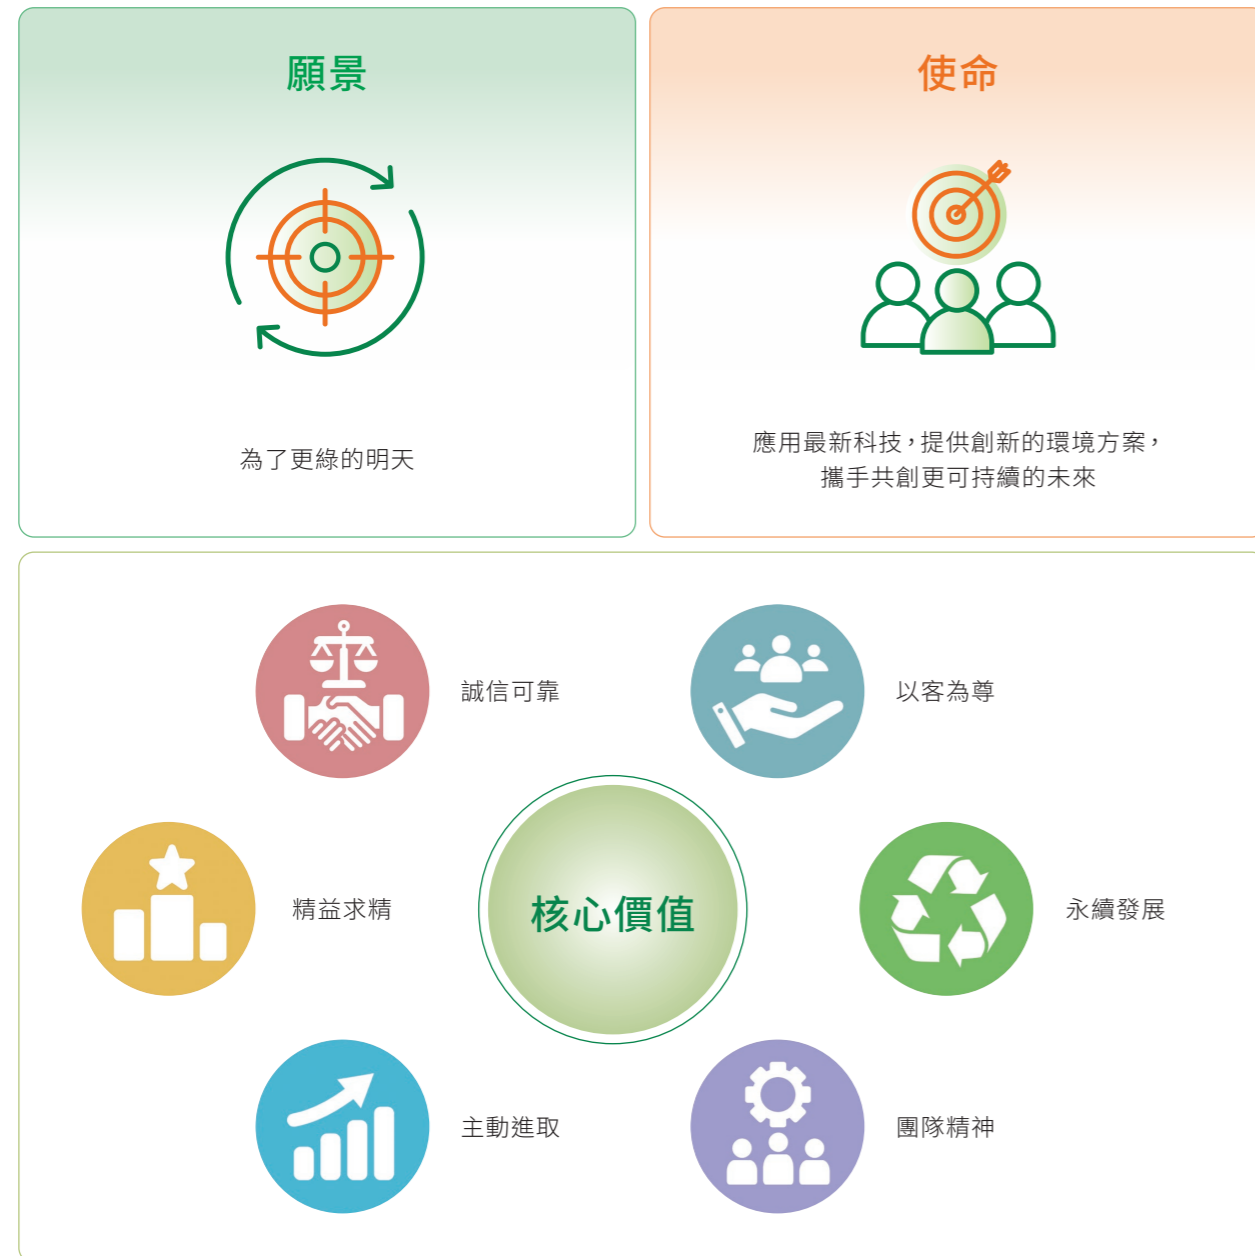 願景
為了更綠的明天
使命
應用最新科技，提供創新的環境方案，
攜手共創更可持續的未來
誠信可靠
以客為尊
精益求精
核心價值
永續發展
主動進取
團隊精神